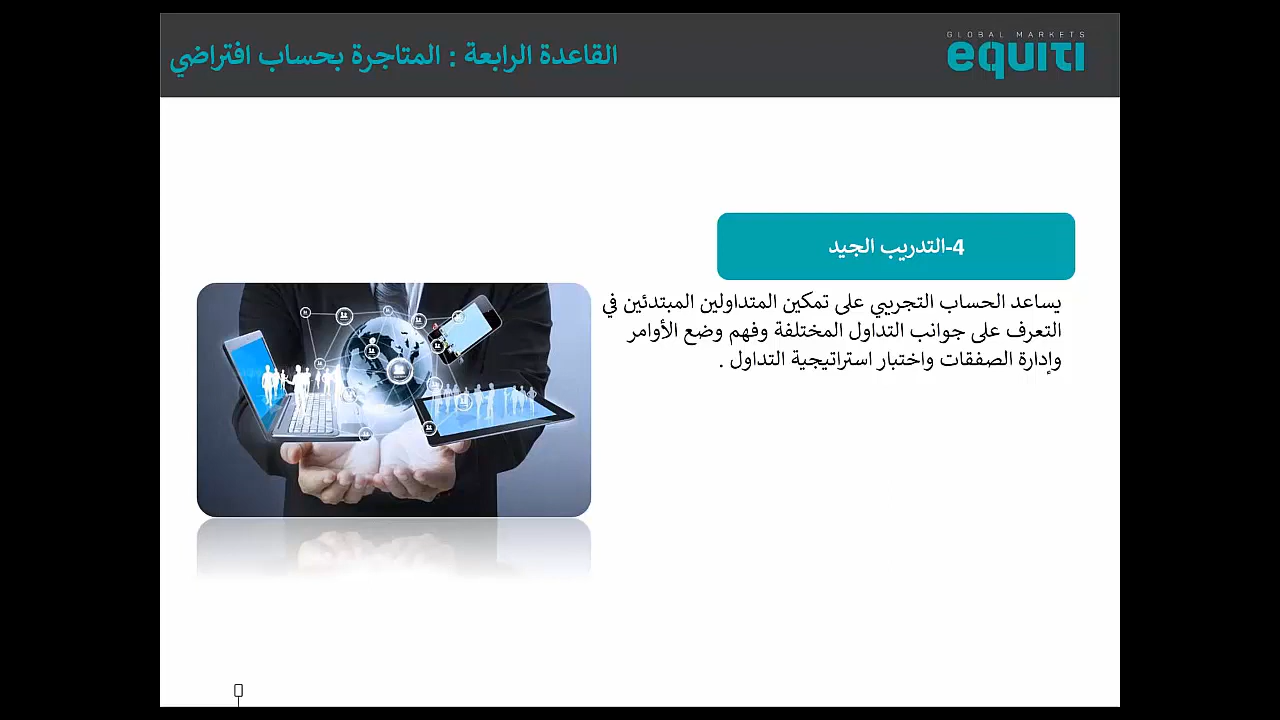 القاعدة الرابعة : المتاجرة بحساب افتراضي
GLOBAL MARKETS
equiti
4-التدريب الجيد
يساعد الحساب التجريبي على تمكين المتداولين المبتدئين في
التعرف على جوانب التداول المختلفة وفهم وضع الأوامر
وإدارة الصفقات واختبار استراتيجية التداول .